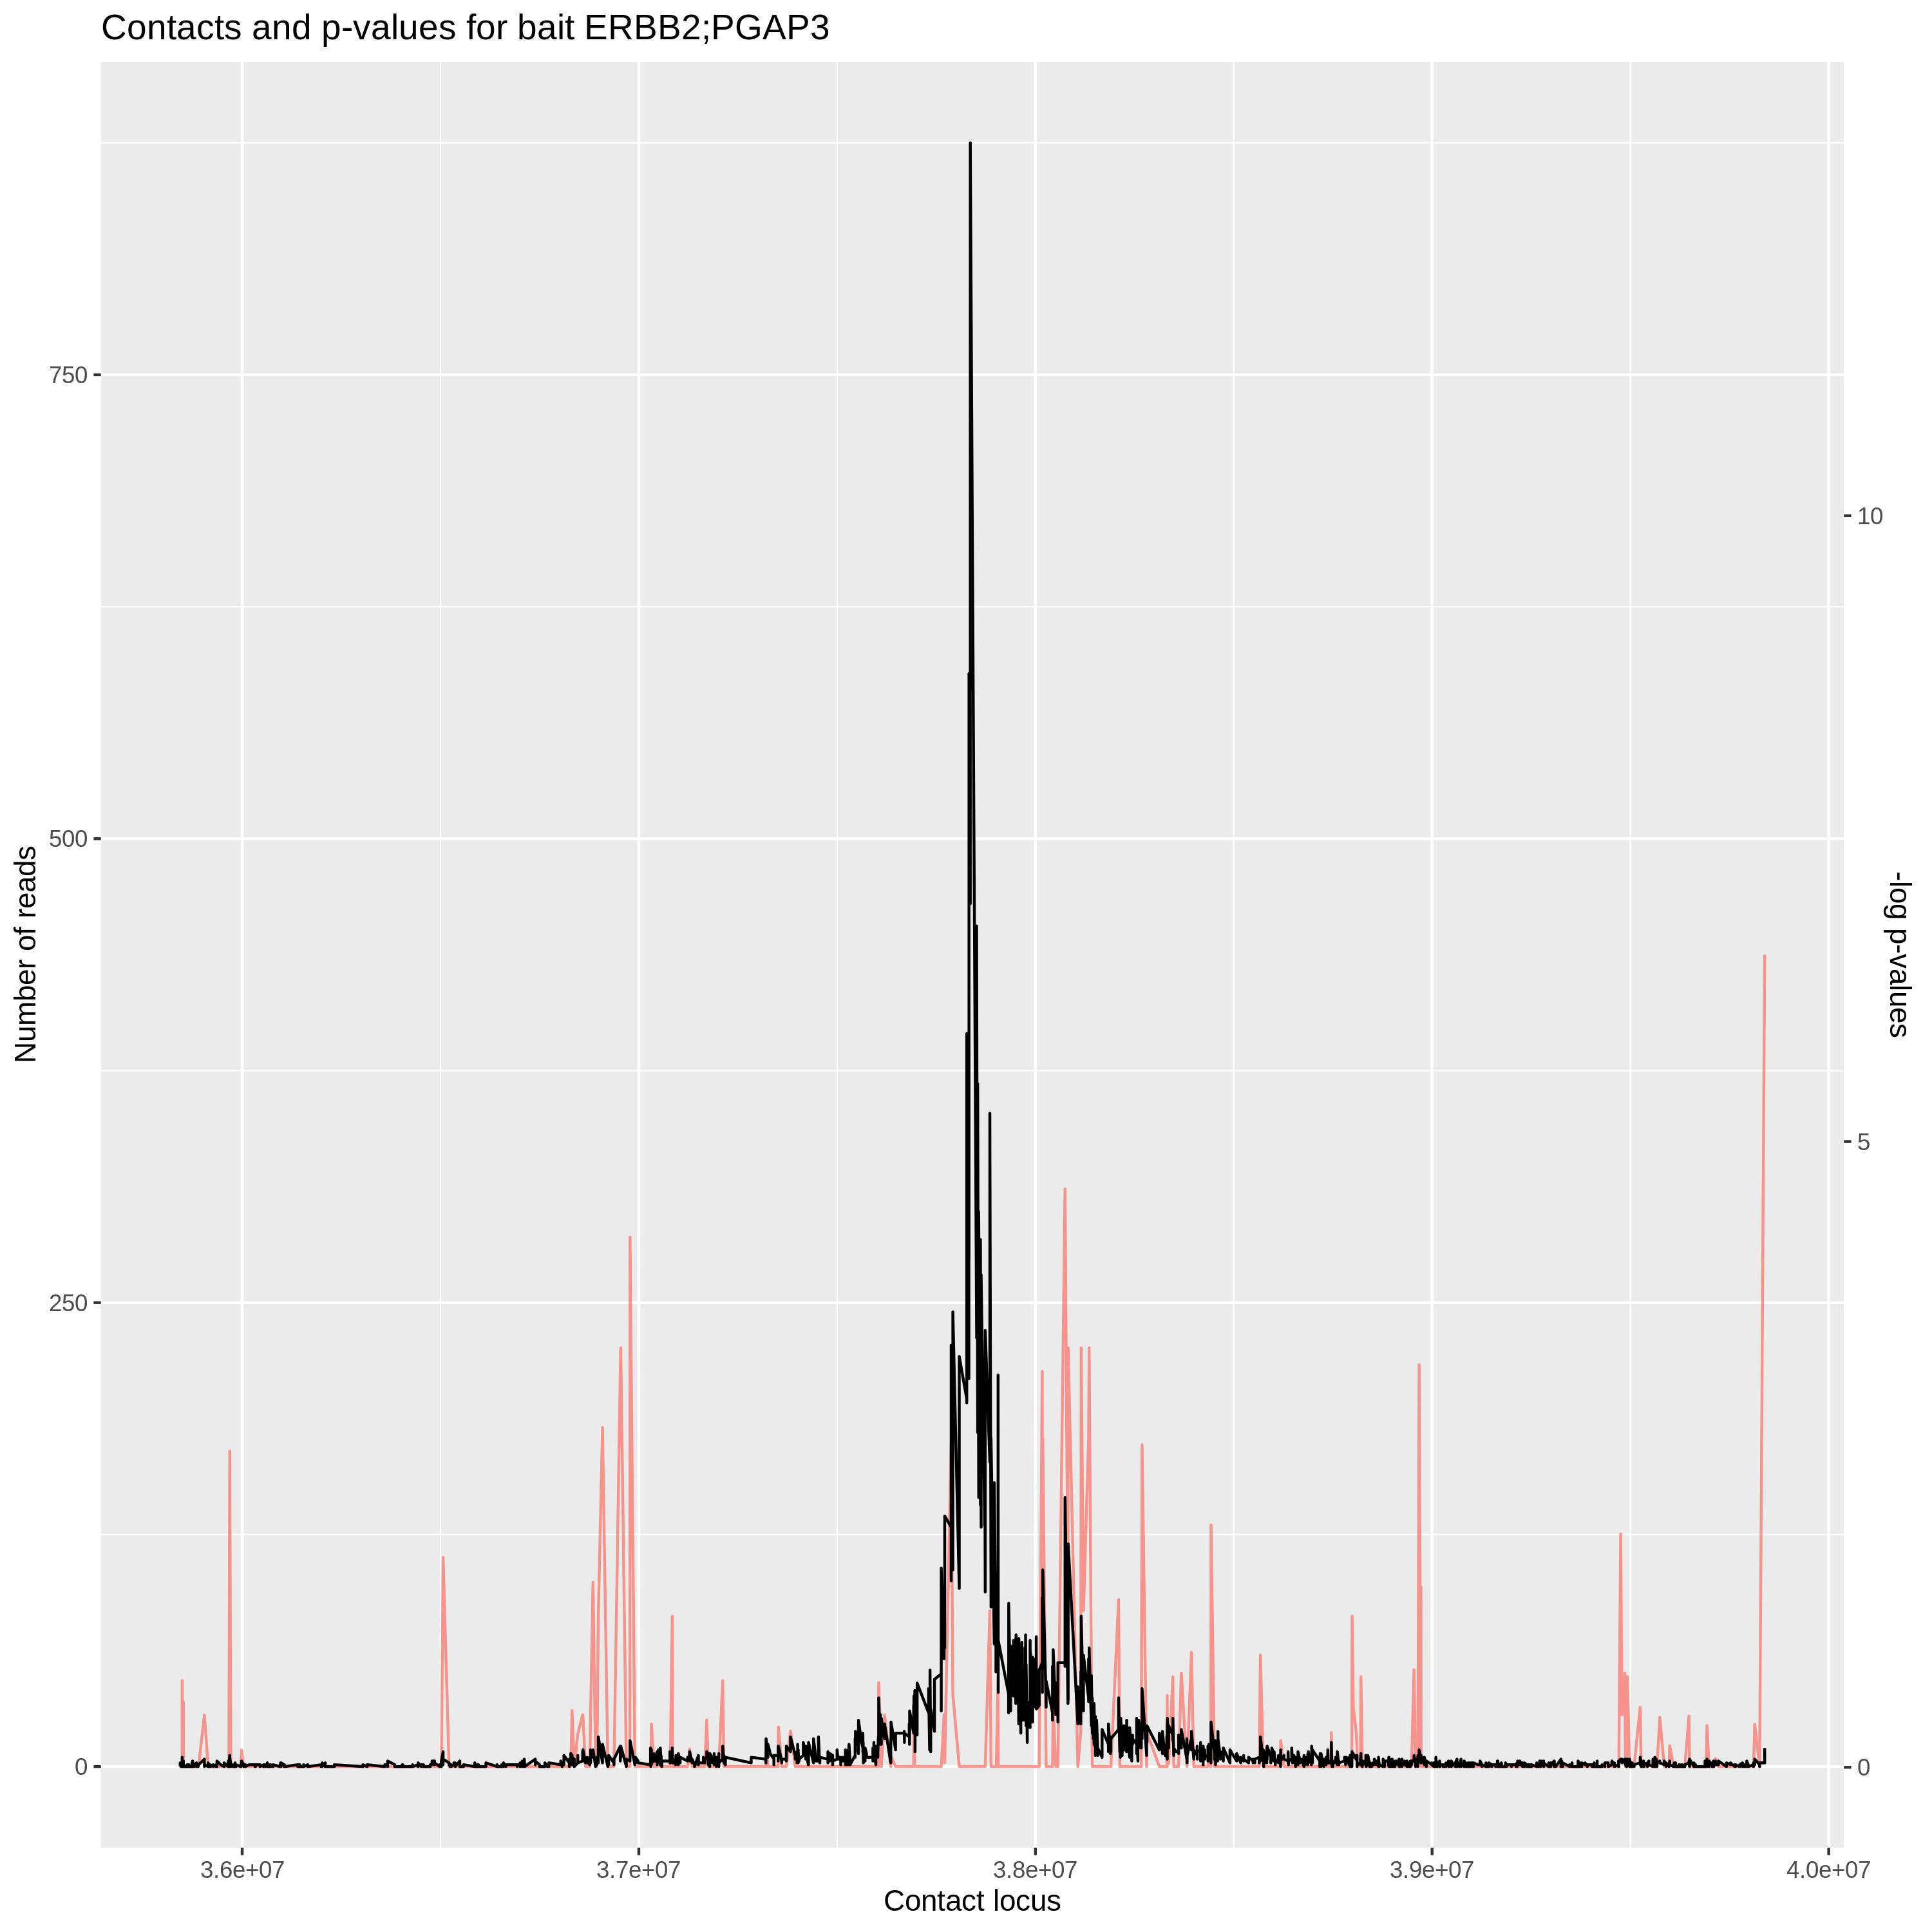 Contacts and p-values for bait ERBB2;PGAP3
Number of reads
750
500
250
0
10
5
0
-log p-values
3.6e+07
3.7e+07
3.8e+07
3.9e+07
4.0e+07
Contact locus